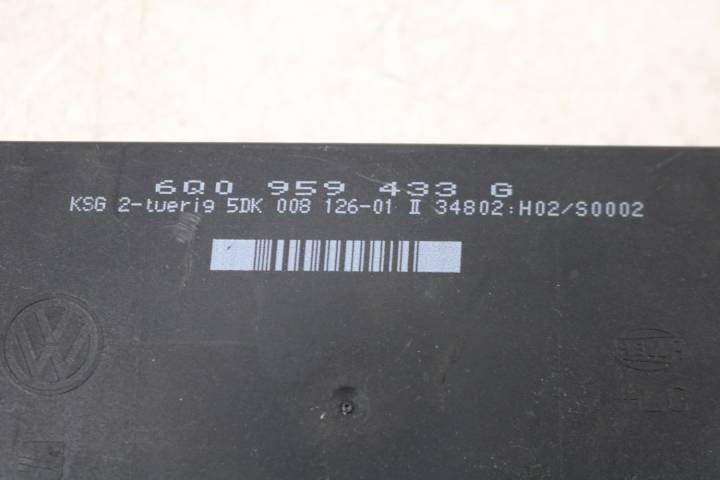 6Q0 959 433 G
KSG 2-tuerig 5DK 008 126-01 II 34802:H02/S0002
VW